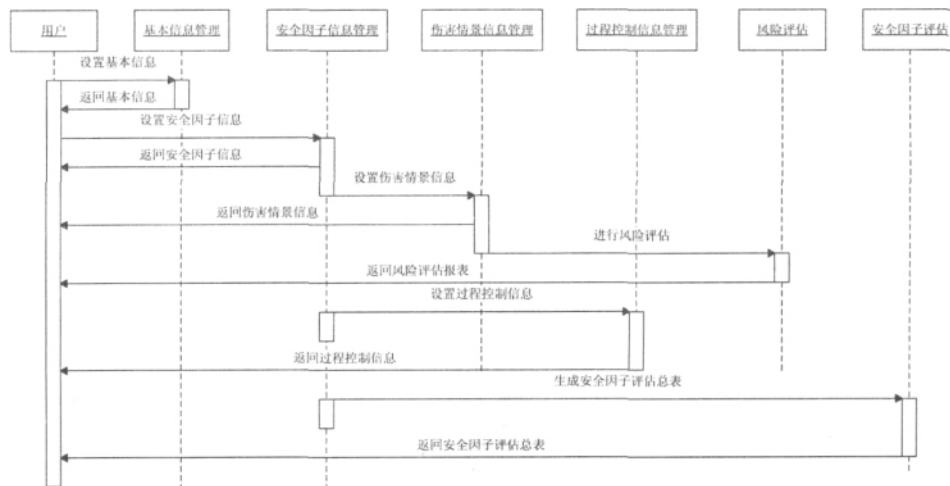 用户
基本信息管理
安全因子信息管理
伤害情景信息管理
过程控制信息管理
风险评估
安全因子评估
设置基本信息
返回基本信息
设置安全因子信息
返回安全因子信息
设置伤害情景信息
返回伤害情景信息
进行风险评估
返回风险评估报表
设置过程控制信息
返回过程控制信息
生成安全因子评估总表
返回安全因子评估总表